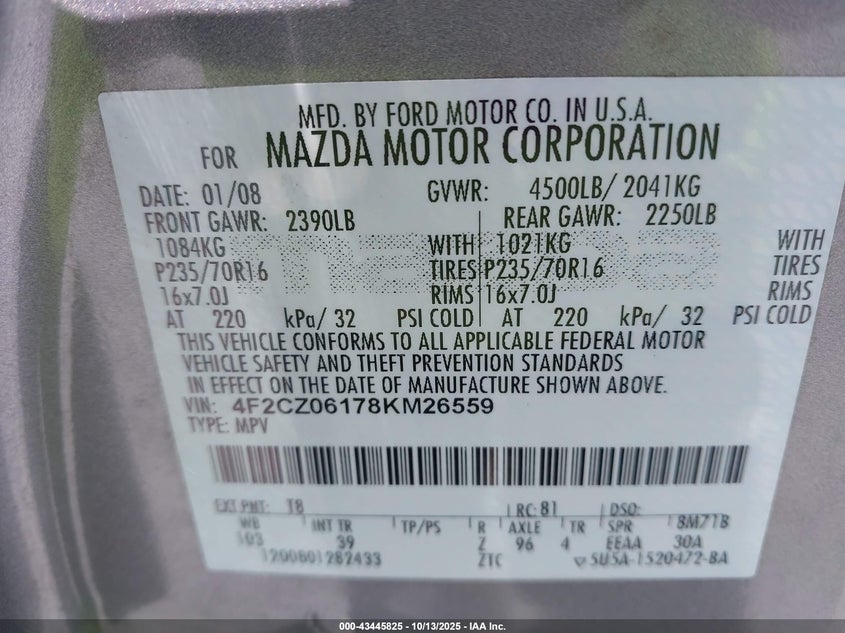 MFD. BY FORD MOTOR CO. IN U.S.A.
FOR MAZDA MOTOR CORPORATION
DATE: 01/08 GVWR: 4500LB/ 2041KG
FRONT GAWR: 2390LB REAR GAWR: 2250LB
1084KG WITH 1021KG WITH
P235/70R16 TIRES P235/70R16 TIRES
16x7.0J RIMS 16x7.0J RIMS
AT 220 kPa/ 32 PSI COLD AT 220 kPa/ 32 PSI COLD
THIS VEHICLE CONFORMS TO ALL APPLICABLE FEDERAL MOTOR
VEHICLE SAFETY AND THEFT PREVENTION STANDARDS
IN EFFECT ON THE DATE OF MANUFACTURE SHOWN ABOVE.
VIN: 4F2CZ06178KM26559
TYPE: MPV
EXT PNT: T8 RC: 81 DSO:
WB INT TR TP/PS R AXLE TR SPR 8M71B
103 39 Z 96 4 EEAA 30A
1200801282433 ZTC 5U5A-1520472-BA
000-43445825 | 10/13/2025 - IAA Inc.